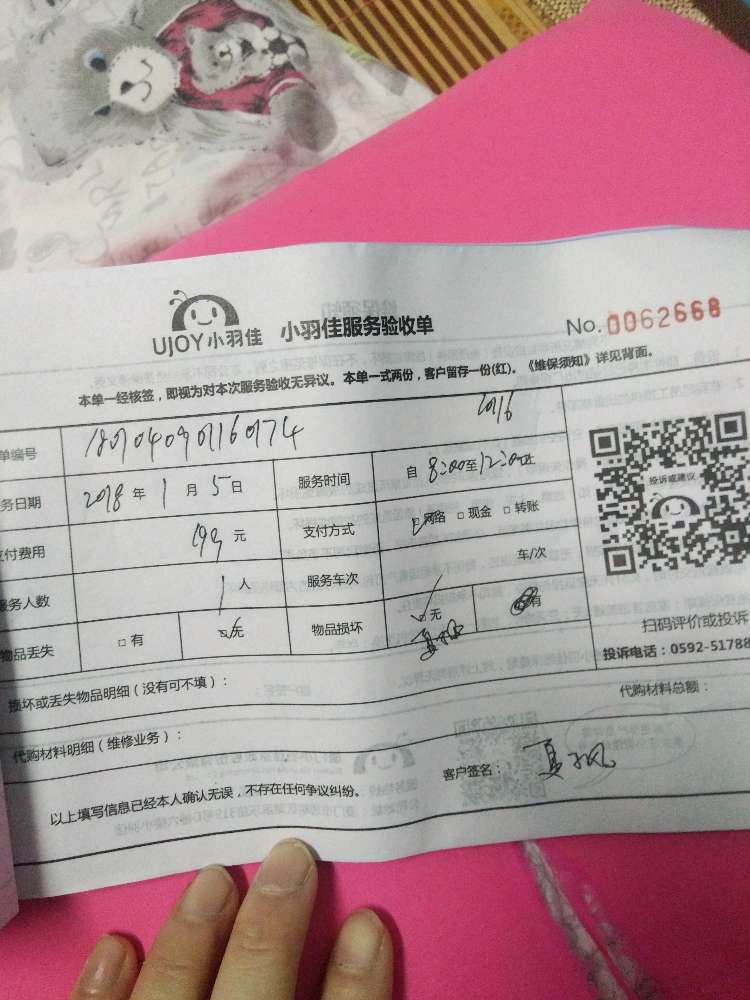 UJOY小羽佳 小羽佳服务验收单 No.0062668
本单一经核签,即视为对本次服务验收无异议。本单一式两份,客户留存一份(红)。《维保须知》详见背面。
单编号
务日期 2018 年 1 月 5 日 服务时间 自 8:00 至 12:00 止
付费用 元 支付方式 网络 □ 现金 □ 转账
务人数 1 人 服务车次 车/次
物品丢失 □ 有 无 物品损坏 □ 无 有
投诉或建议
扫码评价或投诉
投诉电话:0592-51788
损坏或丢失物品明细(没有可不填):
代购材料总额:
代购材料明细(维修业务):
客户签名:
以上填写信息已经本人确认无误,不存在任何争议纠纷。